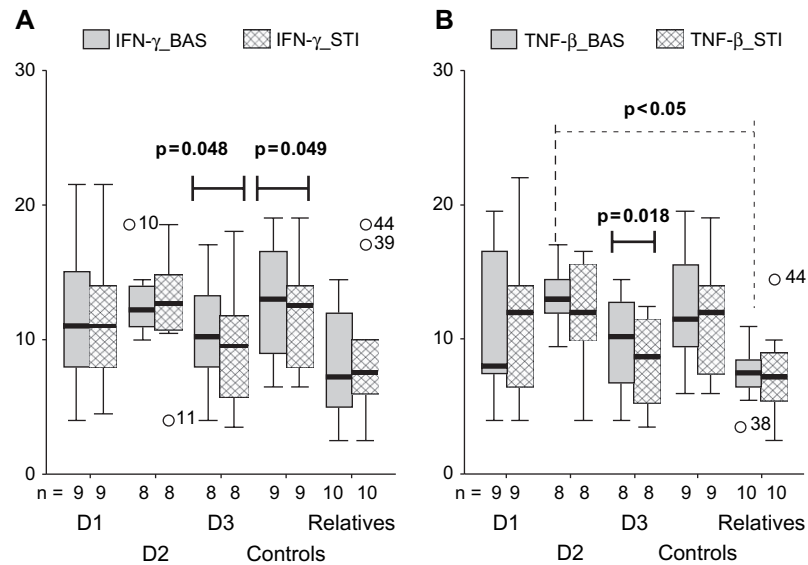 A
IFN-γ_BAS IFN-γ_STI
30
p=0.048 p=0.049
20
10
44
39
10
11
0
n = 9 9 8 8 8 8 9 9 10 10
D1 D3 Relatives
D2 Controls
B
TNF-β_BAS TNF-β_STI
30
p<0.05
20
p=0.018
44
10
38
0
n = 9 9 8 8 8 8 9 9 10 10
D1 D3 Relatives
D2 Controls